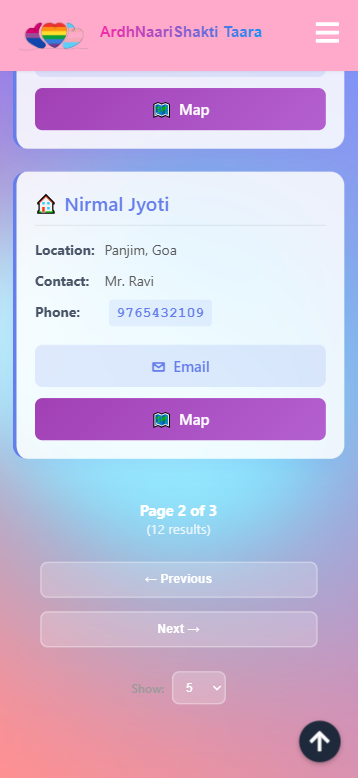 ArdhNaariShakti Taara
Map
Nirmal Jyoti
Location: Panjim, Goa
Contact: Mr. Ravi
Phone: 9765432109
Email
Map
Page 2 of 3
(12 results)
← Previous
Next →
Show: 5